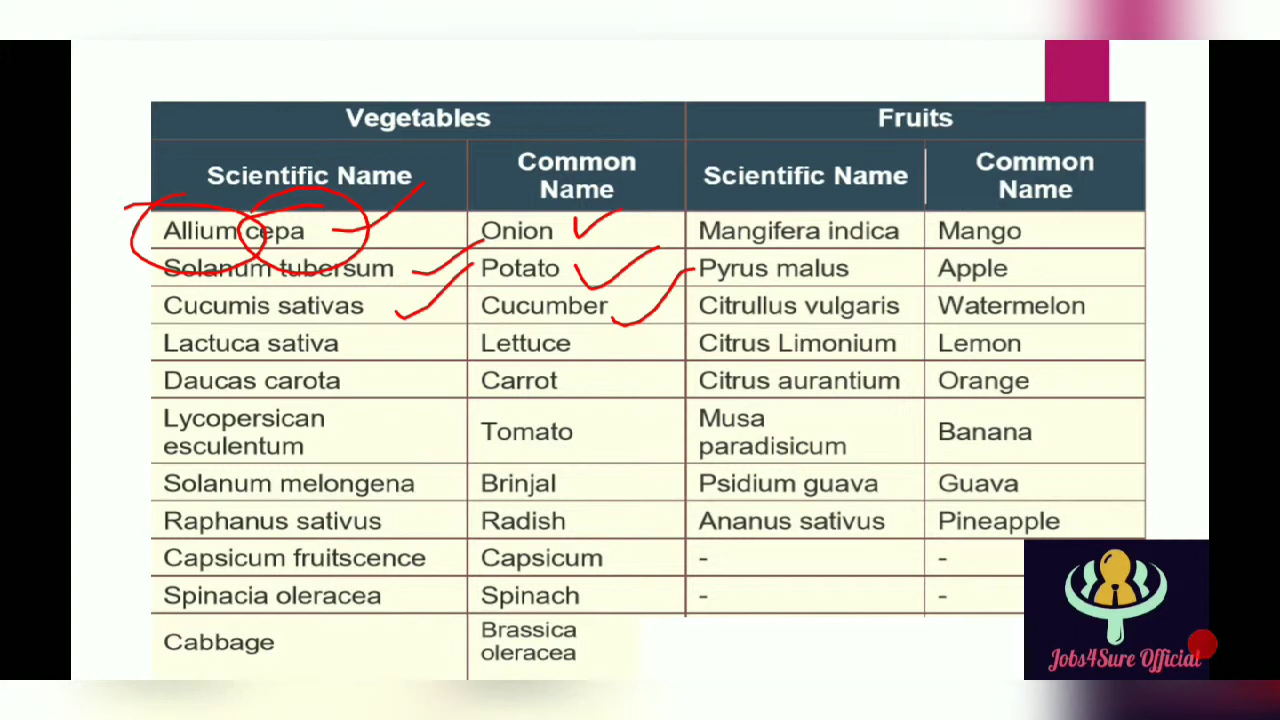 Vegetables Fruits
Scientific Name Common Name Scientific Name Common Name
Allium cepa Onion Mangifera indica Mango
Solanum tubersum Potato Pyrus malus Apple
Cucumis sativas Cucumber Citrullus vulgaris Watermelon
Lactuca sativa Lettuce Citrus Limonium Lemon
Daucas carota Carrot Citrus aurantium Orange
Lycopersican esculentum Tomato Musa paradisicum Banana
Solanum melongena Brinjal Psidium guava Guava
Raphanus sativus Radish Ananus sativus Pineapple
Capsicum fruitscence Capsicum - -
Spinacia oleracea Spinach - -
Cabbage Brassica oleracea
Jobs4Sure Official